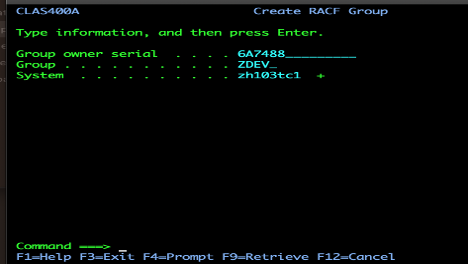 CLAS400A Create RACF Group
Type information, and then press Enter.
Group owner serial . . . . 6A7488_________
Group . . . . . . . . . . . ZDEV_
System . . . . . . . . . . zh103tc1 +
Command ===> _
F1=Help F3=Exit F4=Prompt F9=Retrieve F12=Cancel